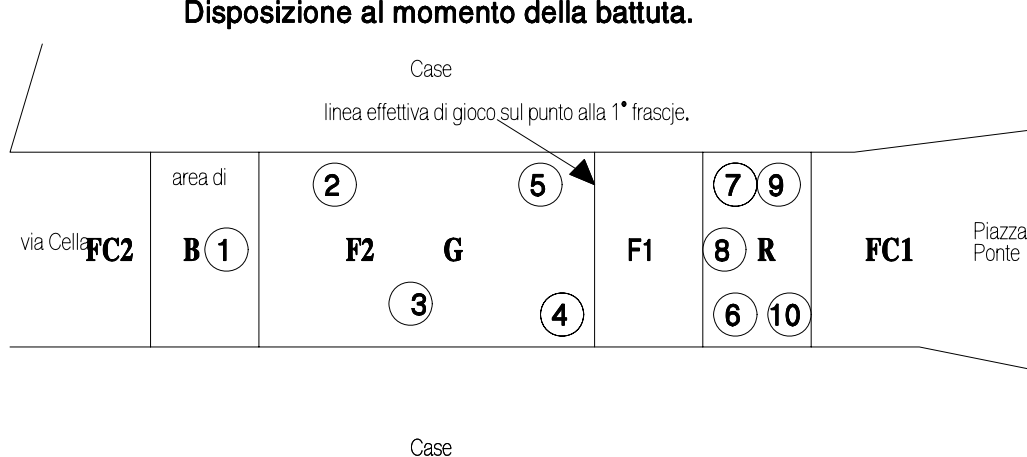 Disposizione al momento della battuta.
Case
linea effettiva di gioco sul punto alla 1° frascje.
area di
2
5
7
9
via Cella
FC2
B
1
F2
G
F1
8
R
FC1
Piazza
Ponte
3
4
6
10
Case